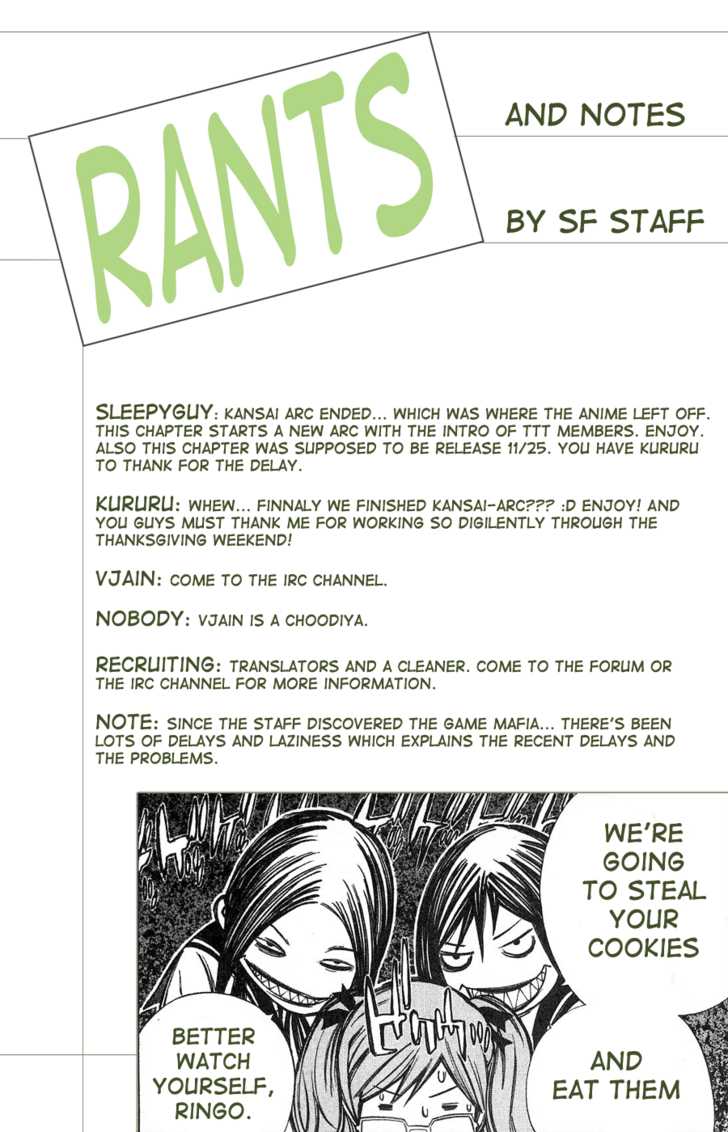 RANTS
AND NOTES
BY SF STAFF
SLEEPYGUY: KANSAI ARC ENDED... WHICH WAS WHERE THE ANIME LEFT OFF.
THIS CHAPTER STARTS A NEW ARC WITH THE INTRO OF TTT MEMBERS. ENJOY.
ALSO THIS CHAPTER WAS SUPPOSED TO BE RELEASE 11/25. YOU HAVE KURURU
TO THANK FOR THE DELAY.
KURURU: WHEW... FINNALY WE FINISHED KANSAI-ARC??? :D ENJOY! AND
YOU GUYS MUST THANK ME FOR WORKING SO DIGILENTLY THROUGH THE
THANKSGIVING WEEKEND!
VJAIN: COME TO THE IRC CHANNEL.
NOBODY: VJAIN IS A CHOODIYA.
RECRUITING: TRANSLATORS AND A CLEANER. COME TO THE FORUM OR
THE IRC CHANNEL FOR MORE INFORMATION.
NOTE: SINCE THE STAFF DISCOVERED THE GAME MAFIA... THERE'S BEEN
LOTS OF DELAYS AND LAZINESS WHICH EXPLAINS THE RECENT DELAYS AND
THE PROBLEMS.
WE'RE
GOING
TO STEAL
YOUR
COOKIES
AND
EAT THEM
BETTER
WATCH
YOURSELF,
RINGO.